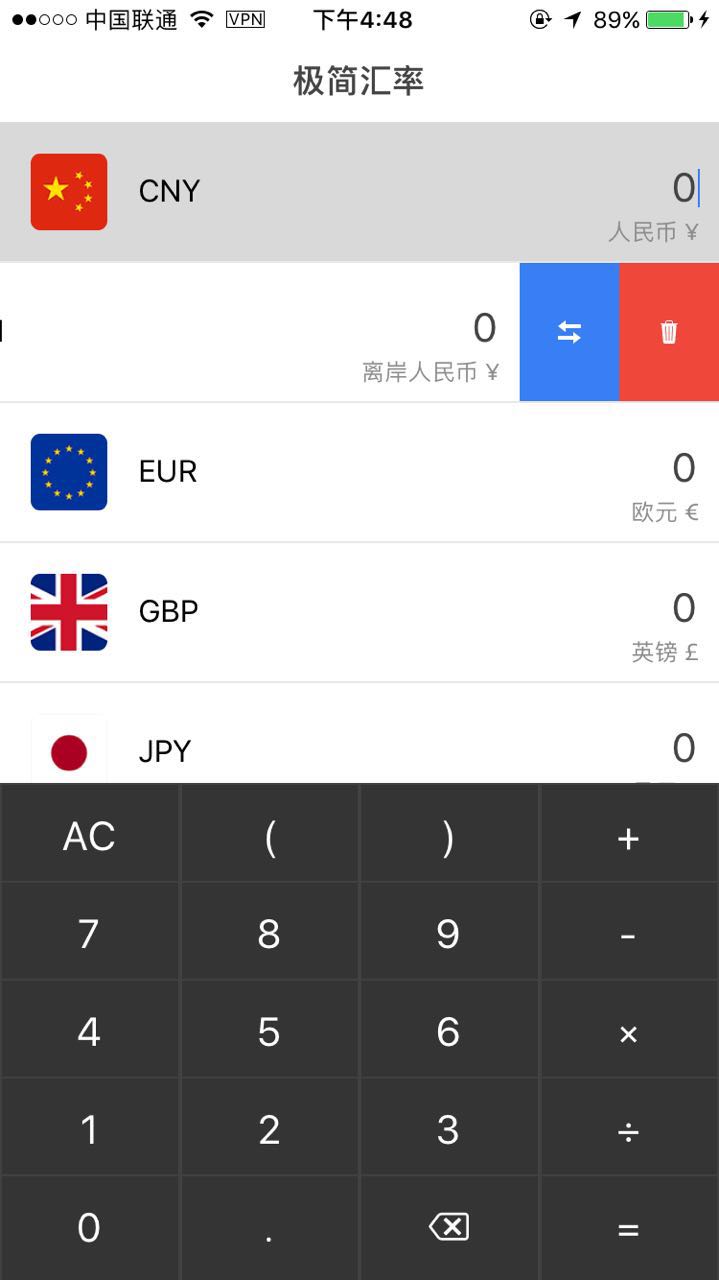 中国联通 VPN 下午4:48 89%
极简汇率
CNY 0
人民币 ¥
0
离岸人民币 ¥
EUR 0
欧元 €
GBP 0
英镑 £
JPY 0
AC ( ) +
7 8 9 -
4 5 6 ×
1 2 3 ÷
0 . =